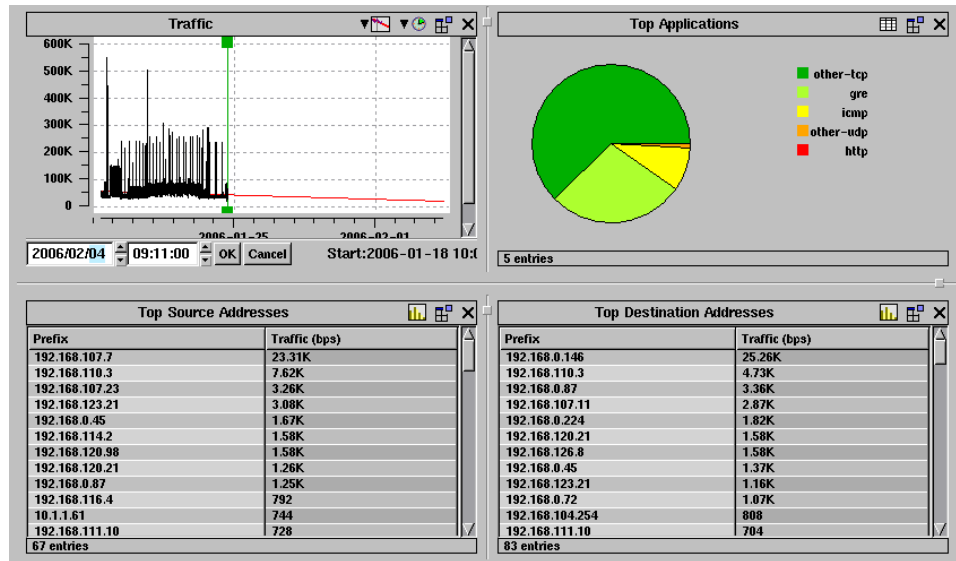 Traffic
600K
500K
400K
300K
200K
100K
0
2006-01-25 2006-02-01
2006/02/04 09:11:00 OK Cancel Start:2006-01-18 10:
Top Applications
other-tcp
gre
icmp
other-udp
http
5 entries
Top Source Addresses
Prefix Traffic (bps)
192.168.107.7 23.31K
192.168.110.3 7.62K
192.168.107.23 3.26K
192.168.123.21 3.08K
192.168.0.45 1.67K
192.168.114.2 1.58K
192.168.120.98 1.58K
192.168.120.21 1.26K
192.168.0.87 1.25K
192.168.116.4 792
10.1.1.61 744
192.168.111.10 728
67 entries
Top Destination Addresses
Prefix Traffic (bps)
192.168.0.146 25.26K
192.168.110.3 4.73K
192.168.0.87 3.36K
192.168.107.11 2.87K
192.168.0.224 1.82K
192.168.120.21 1.58K
192.168.126.8 1.58K
192.168.0.45 1.37K
192.168.123.21 1.16K
192.168.0.72 1.07K
192.168.104.254 808
192.168.111.10 704
83 entries